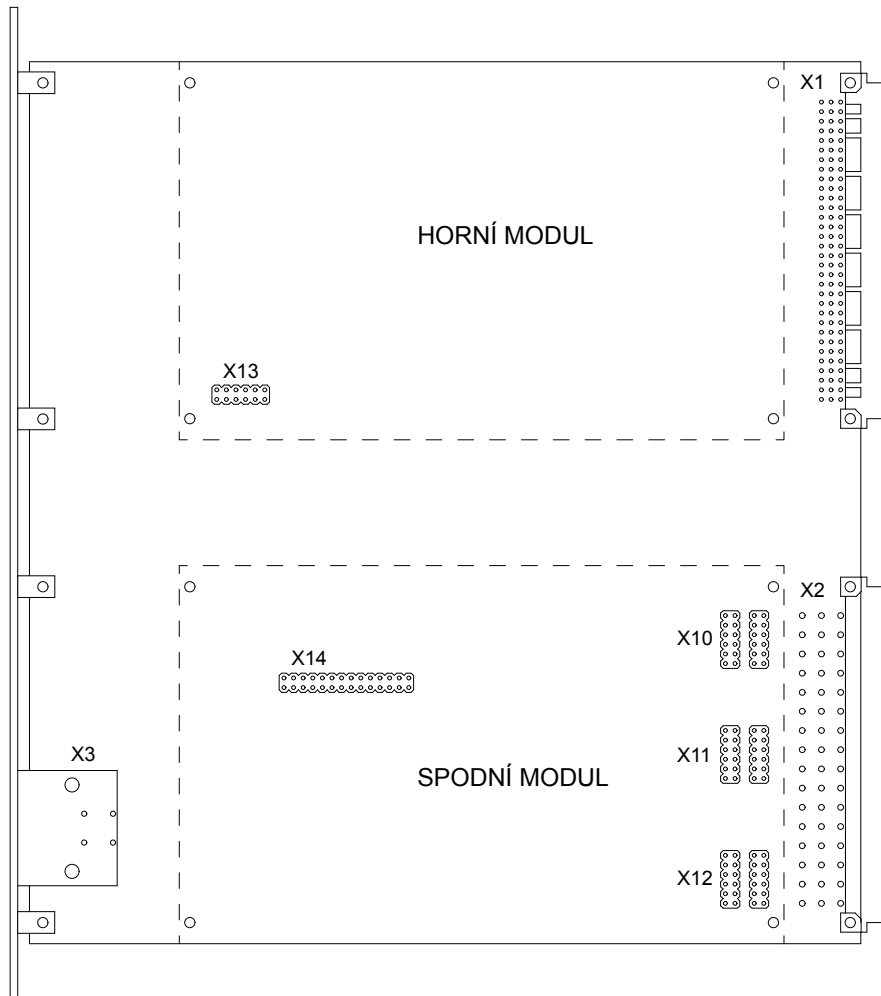 X1
HORNÍ MODUL
X13
X2
X10
X14
X3
X11
SPODNÍ MODUL
X12